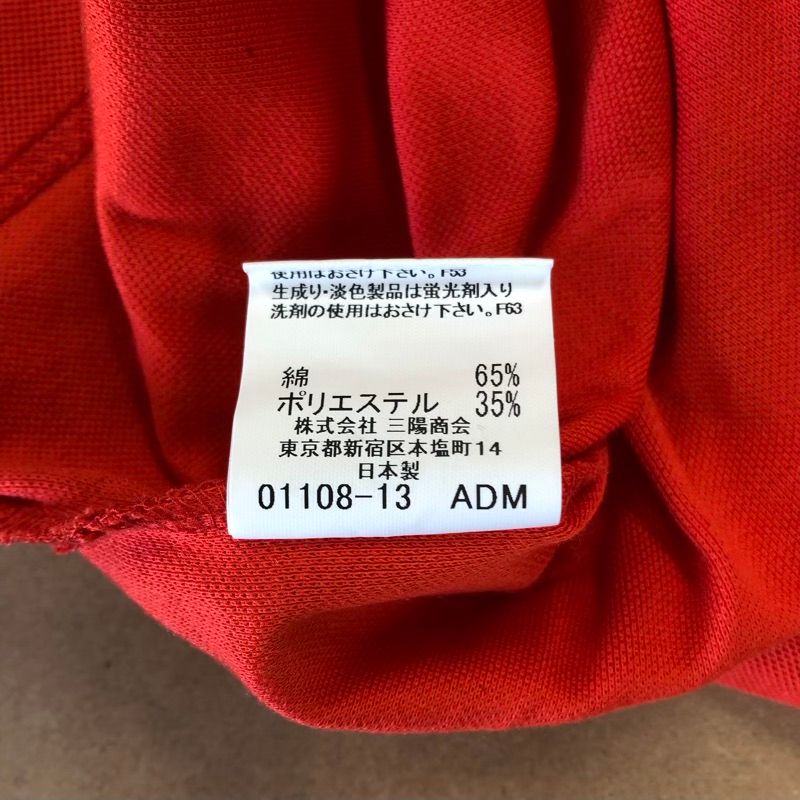 使用はおさけ下さい。F53
生成り・淡色製品は蛍光剤入り
洗剤の使用はおさけ下さい。F63
綿 65%
ポリエステル 35%
株式会社 三陽商会
東京都新宿区本塩町14
日本製
01108-13 ADM